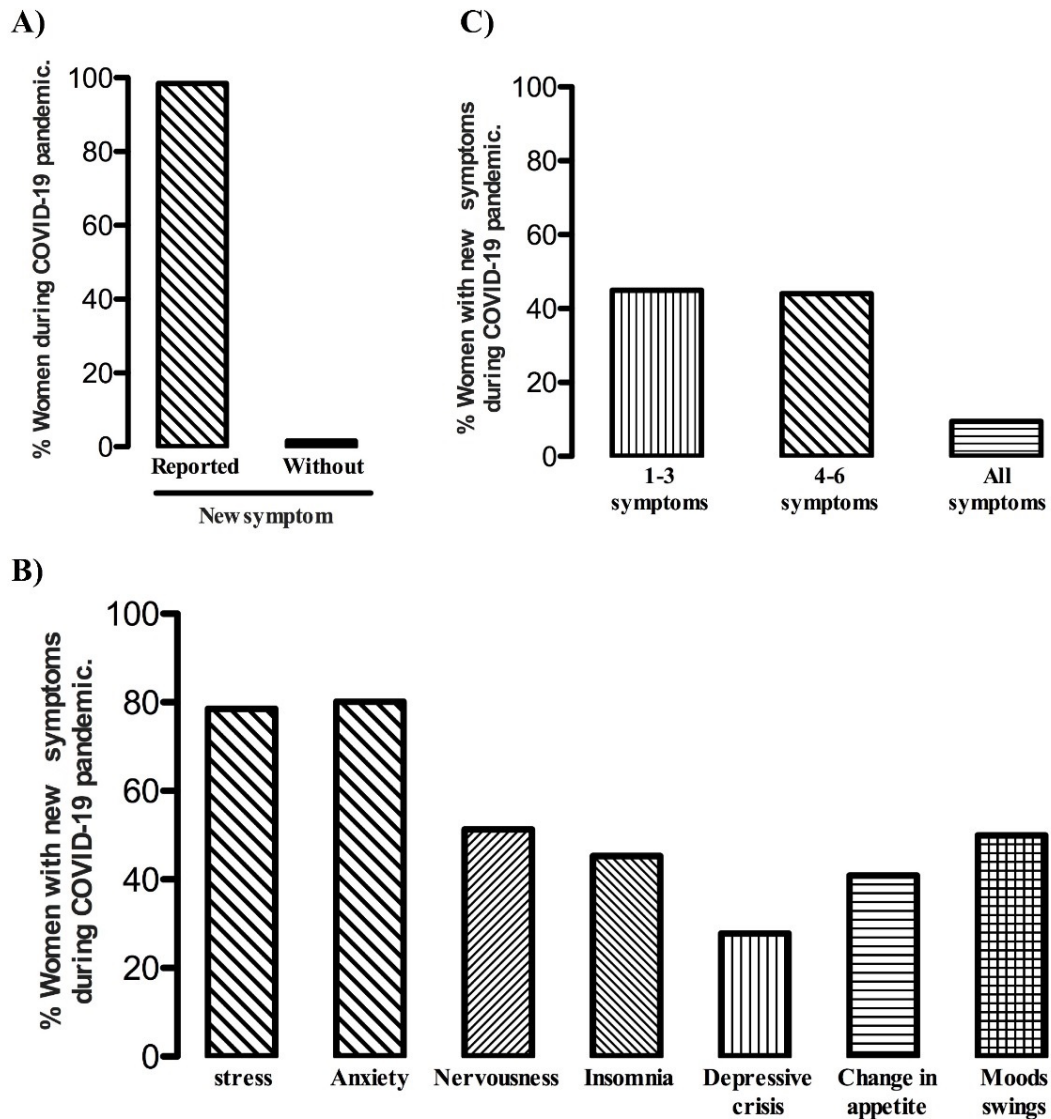 A)
% Women during COVID-19 pandemic.
100
80
60
40
20
0
Reported
Without
New symptom
C)
% Women with new symptoms
during COVID-19 pandemic.
100
80
60
40
20
0
1-3
symptoms
4-6
symptoms
All
symptoms
B)
% Women with new symptoms
during COVID-19 pandemic.
100
80
60
40
20
0
stress
Anxiety
Nervousness
Insomnia
Depressive
crisis
Change in
appetite
Moods
swings